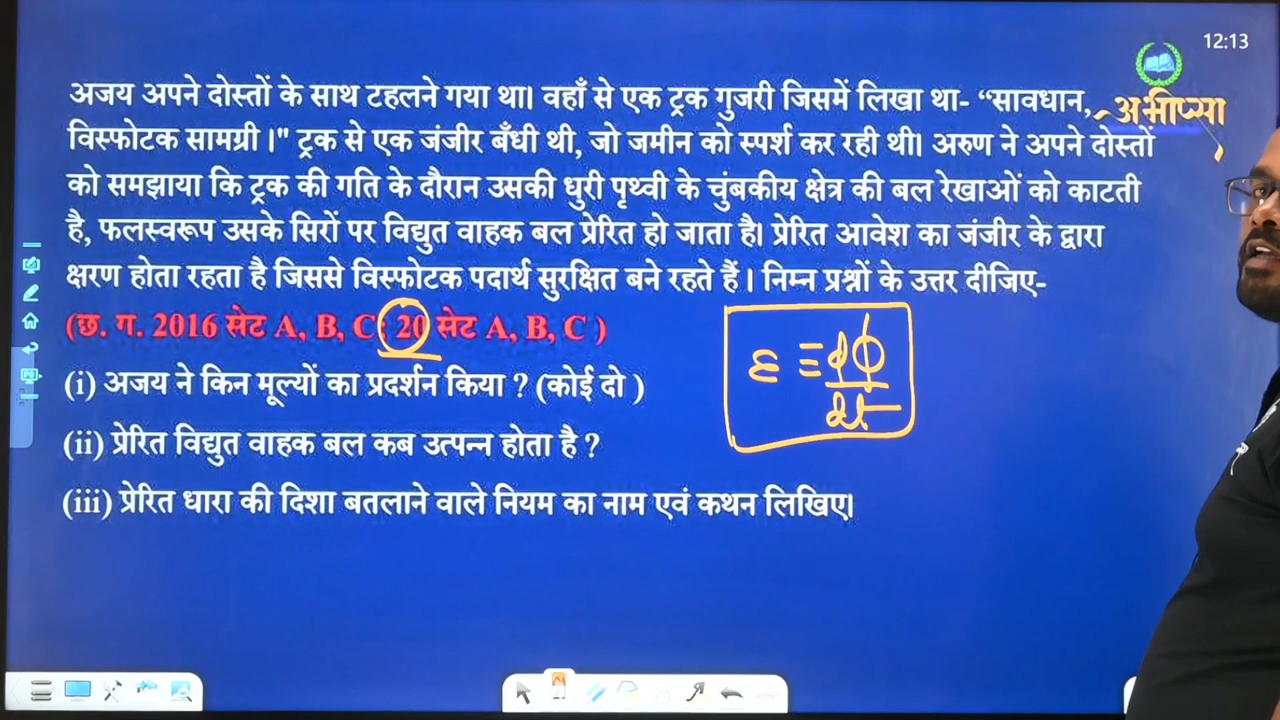 12:13
अजय अपने दोस्तों के साथ टहलने गया था। वहाँ से एक ट्रक गुजरी जिसमें लिखा था- “सावधान,
अभीप्सा
विस्फोटक सामग्री ।" ट्रक से एक जंजीर बँधी थी, जो जमीन को स्पर्श कर रही थी। अरुण ने अपने दोस्तों
को समझाया कि ट्रक की गति के दौरान उसकी धुरी पृथ्वी के चुंबकीय क्षेत्र की बल रेखाओं को काटती
है, फलस्वरूप उसके सिरों पर विद्युत वाहक बल प्रेरित हो जाता है। प्रेरित आवेश का जंजीर के द्वारा
क्षरण होता रहता है जिससे विस्फोटक पदार्थ सुरक्षित बने रहते हैं । निम्न प्रश्नों के उत्तर दीजिए-
(छ. ग. 2016 सेट A, B, C; 20 सेट A, B, C )
ε = dϕ/dt
(i) अजय ने किन मूल्यों का प्रदर्शन किया ? (कोई दो )
(ii) प्रेरित विद्युत वाहक बल कब उत्पन्न होता है ?
(iii) प्रेरित धारा की दिशा बतलाने वाले नियम का नाम एवं कथन लिखिए।